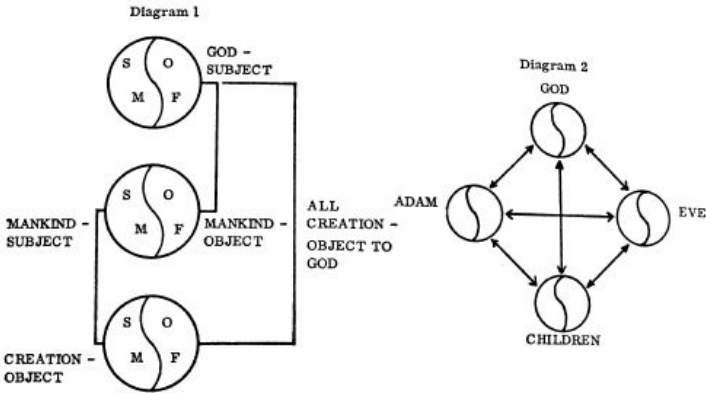 Diagram 1
GOD -
SUBJECT
S O
M F
MANKIND -
SUBJECT
S O
M F
MANKIND -
OBJECT
ALL
CREATION -
OBJECT TO
GOD
S O
M F
CREATION -
OBJECT
Diagram 2
GOD
ADAM
EVE
CHILDREN